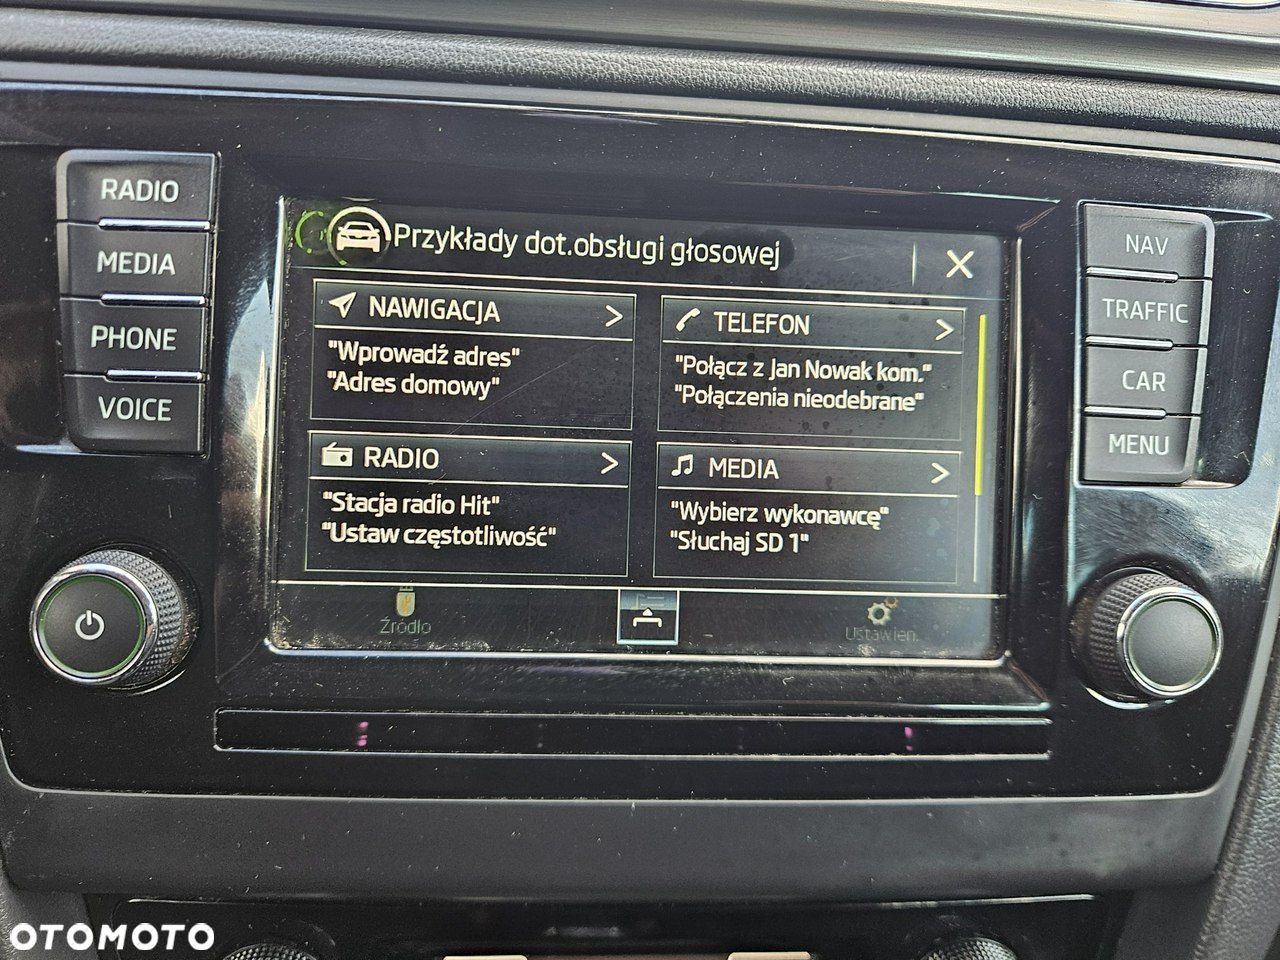 RADIO
MEDIA
PHONE
VOICE
Przykłady dot.obsługi głosowej
NAWIGACJA
"Wprowadź adres"
"Adres domowy"
TELEFON
"Połącz z Jan Nowak kom."
"Połączenia nieodebrane"
RADIO
"Stacja radio Hit"
"Ustaw częstotliwość"
MEDIA
"Wybierz wykonawcę"
"Słuchaj SD 1"
Źródło
Ustawien.
NAV
TRAFFIC
CAR
MENU
OTOMOTO